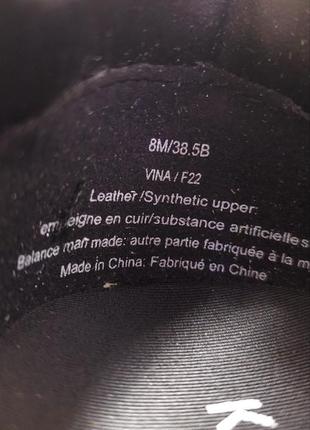 8M/38.5B
VINA/F22
Leather/Synthetic upper:
empeigne en cuir/substance artificielles
Balance man made: autre partie fabriquée à la m
Made in China: Fabriqué en Chine
K